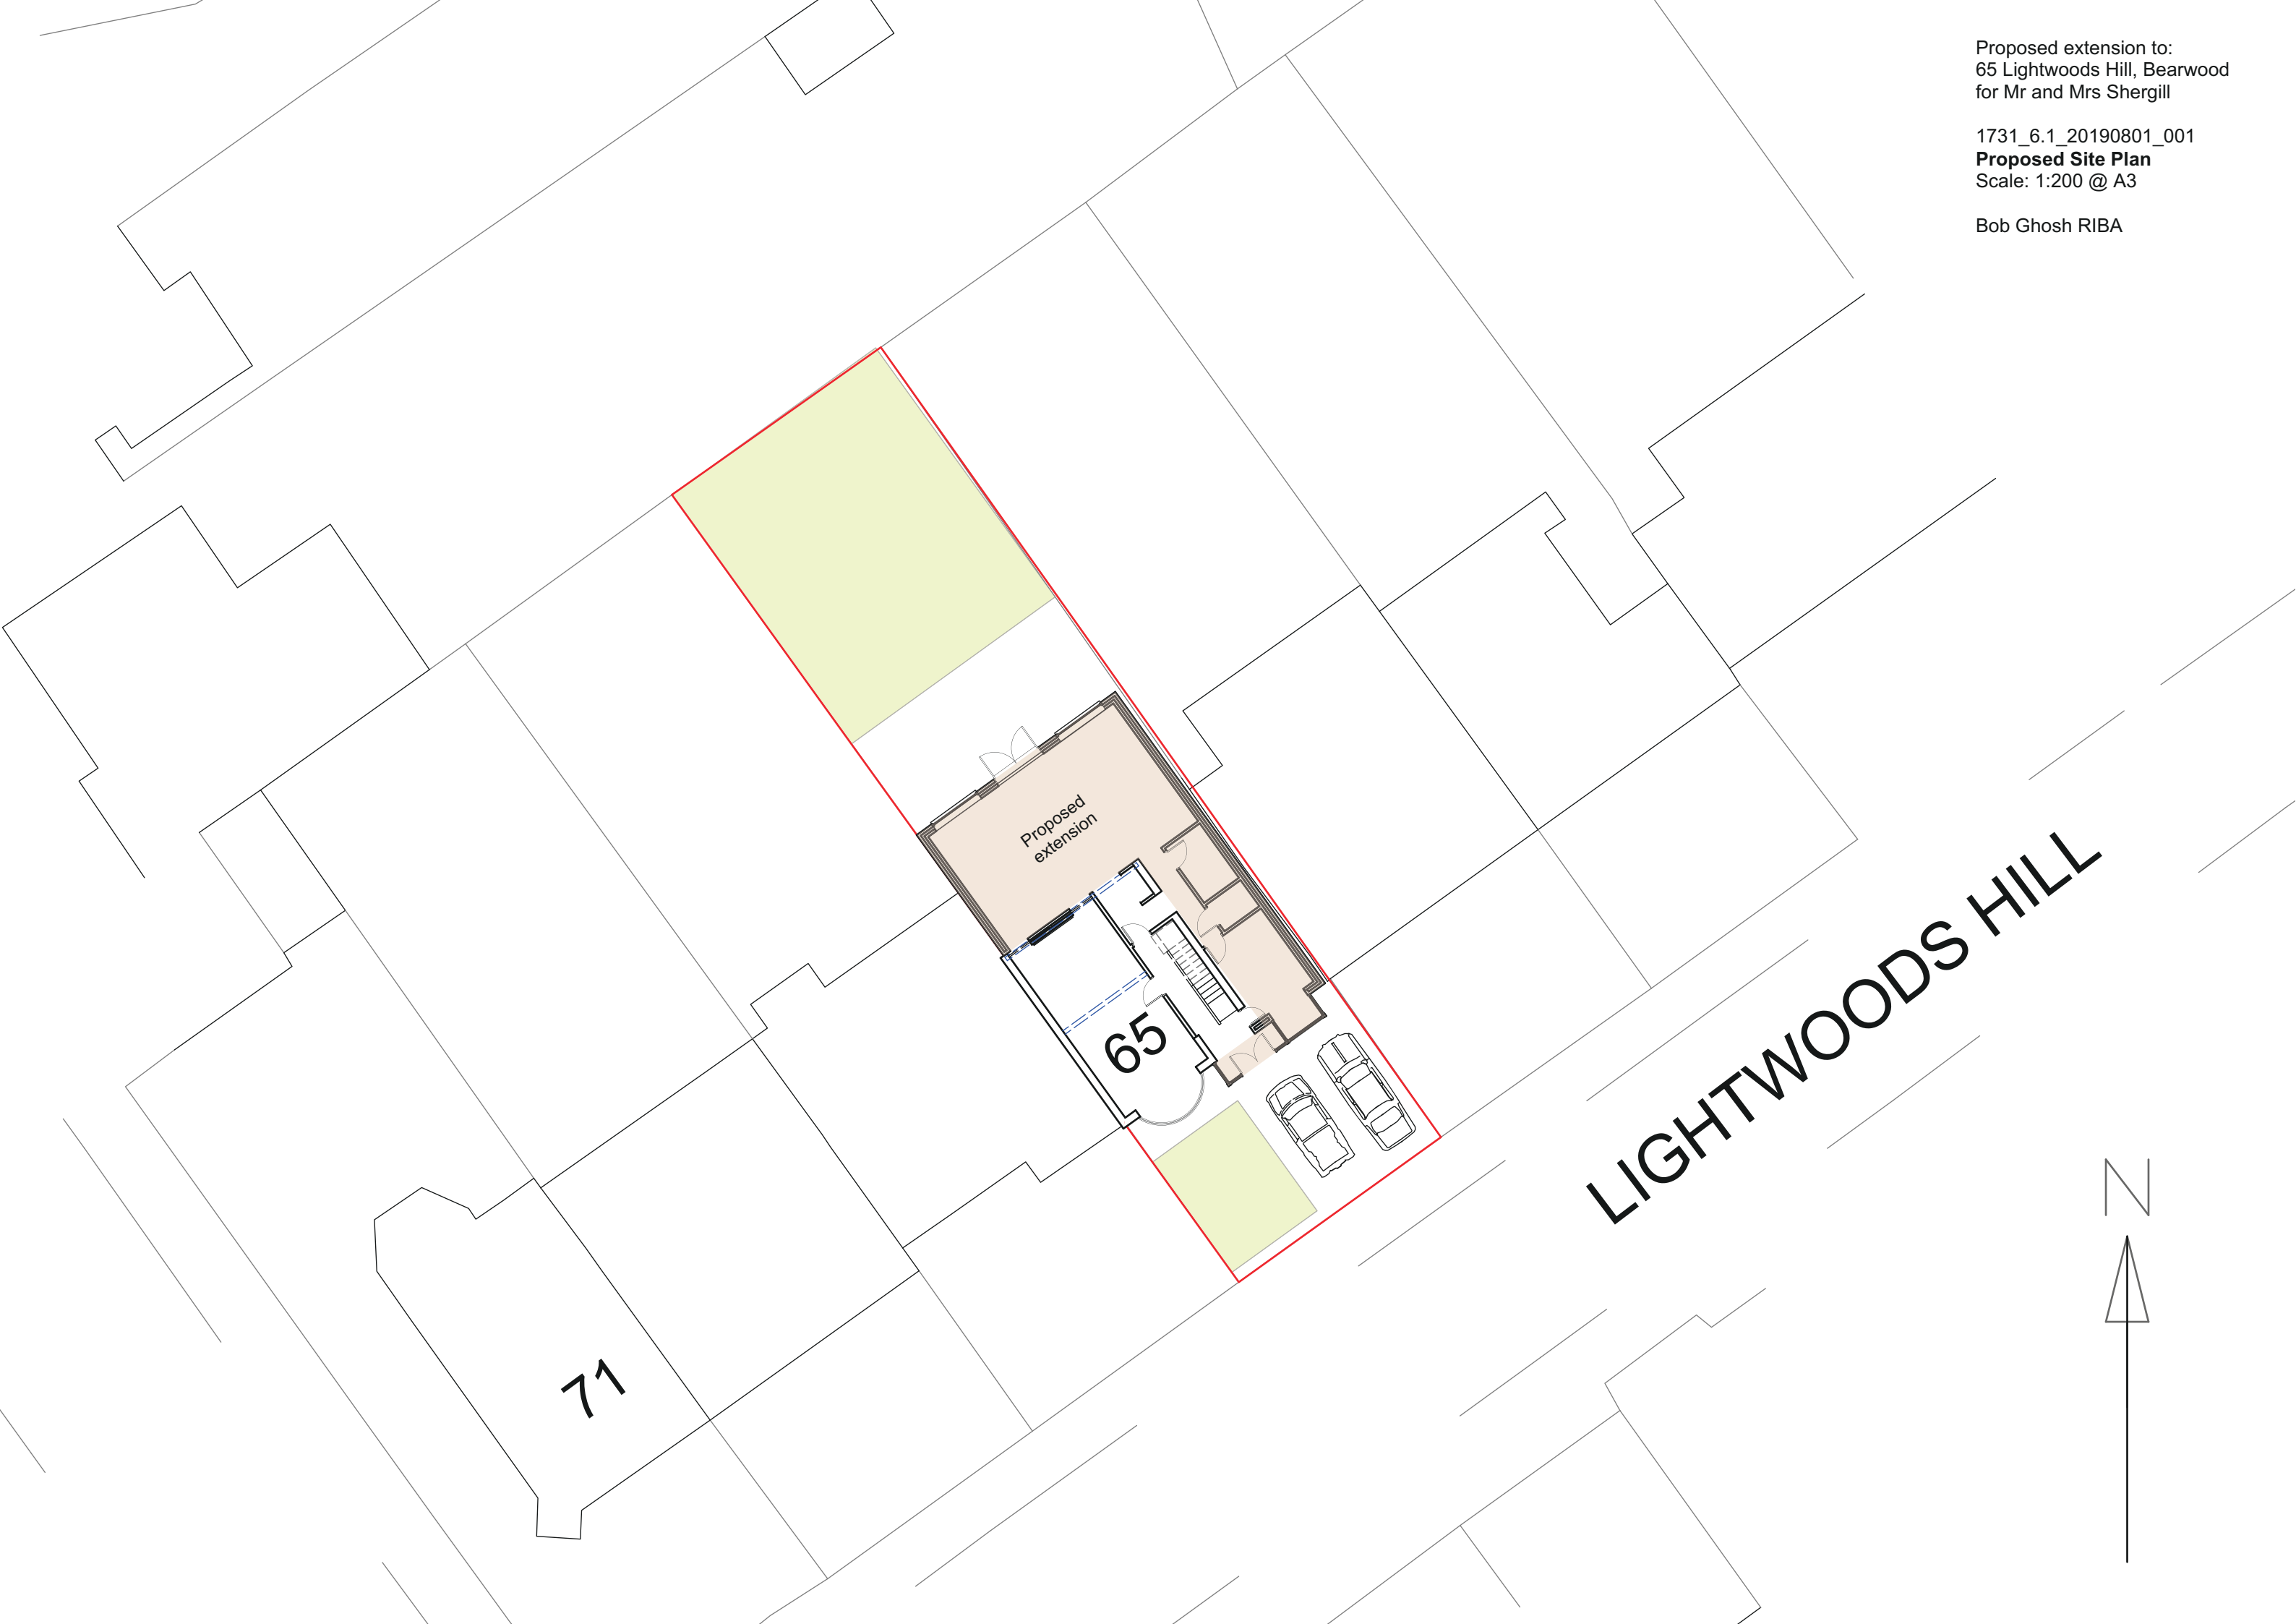 Proposed extension to:
65 Lightwoods Hill, Bearwood
for Mr and Mrs Shergill
1731_6.1_20190801_001
Proposed Site Plan
Scale: 1:200 @ A3
Bob Ghosh RIBA
Proposed
extension
65
LIGHTWOODS HILL
71
N